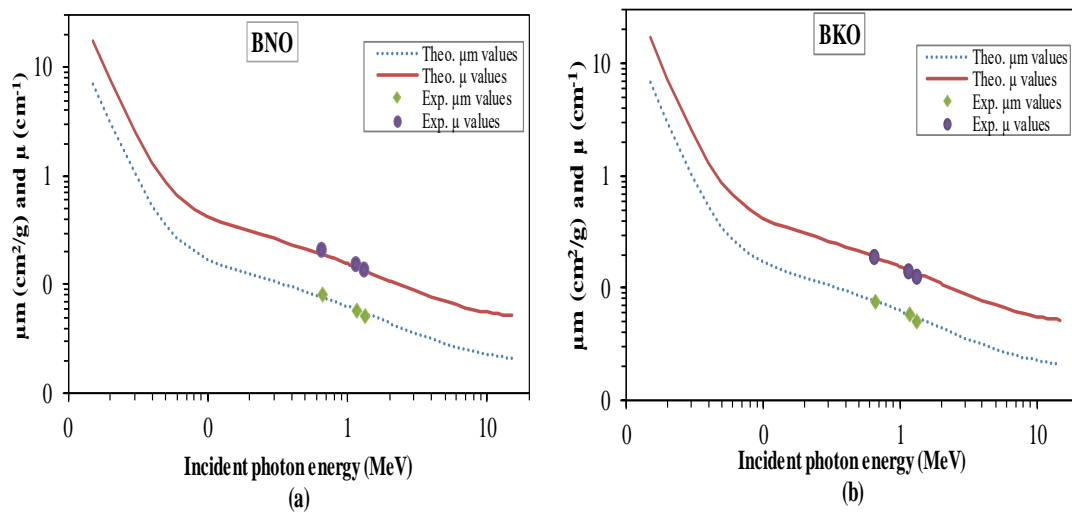 BNO
Theo. µm values
Theo. µ values
Exp. µm values
Exp. µ values
µm (cm²/g) and µ (cm⁻¹)
10
1
0
0
0
0
1
10
Incident photon energy (MeV)
(a)
BKO
Theo. µm values
Theo. µ values
Exp. µm values
Exp. µ values
µm (cm²/g) and µ (cm⁻¹)
10
1
0
0
0
0
1
10
Incident photon energy (MeV)
(b)